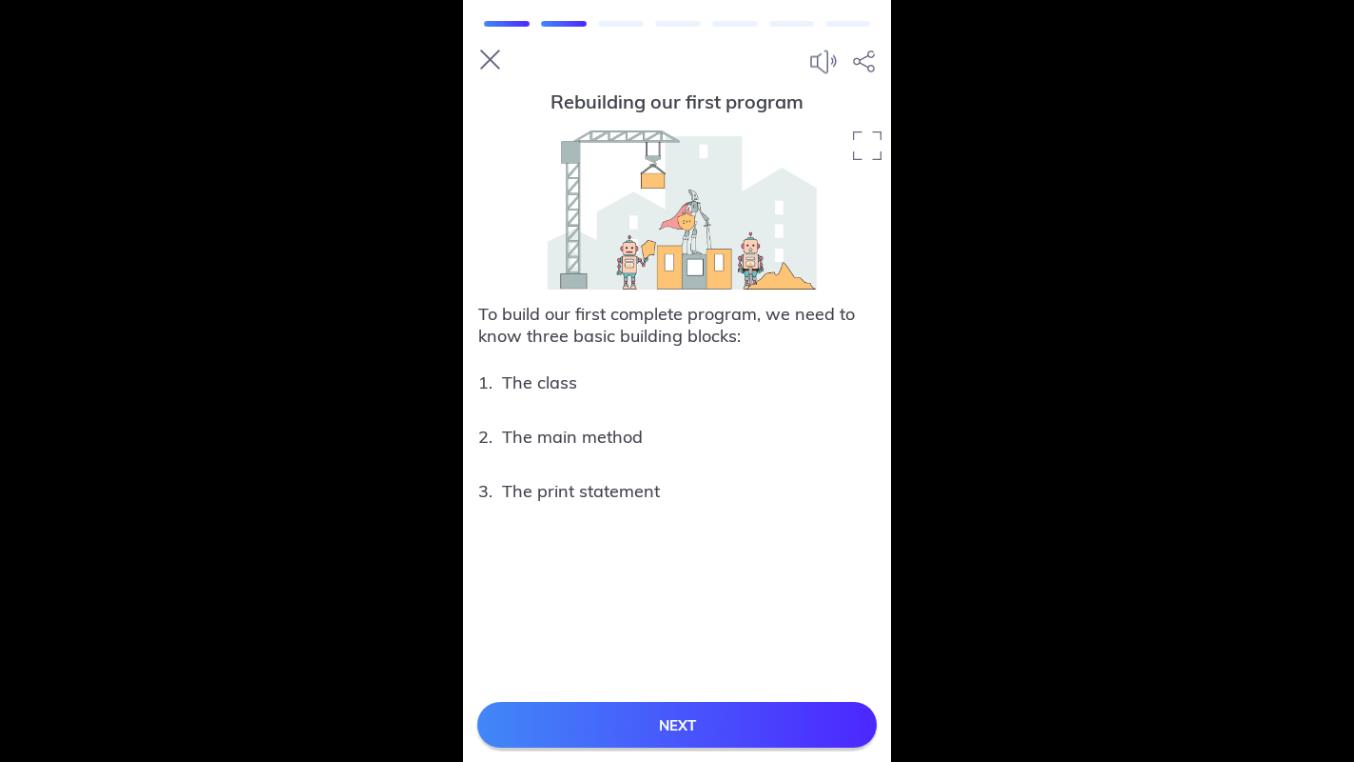 Rebuilding our first program
To build our first complete program, we need to
know three basic building blocks:
1. The class
2. The main method
3. The print statement
NEXT